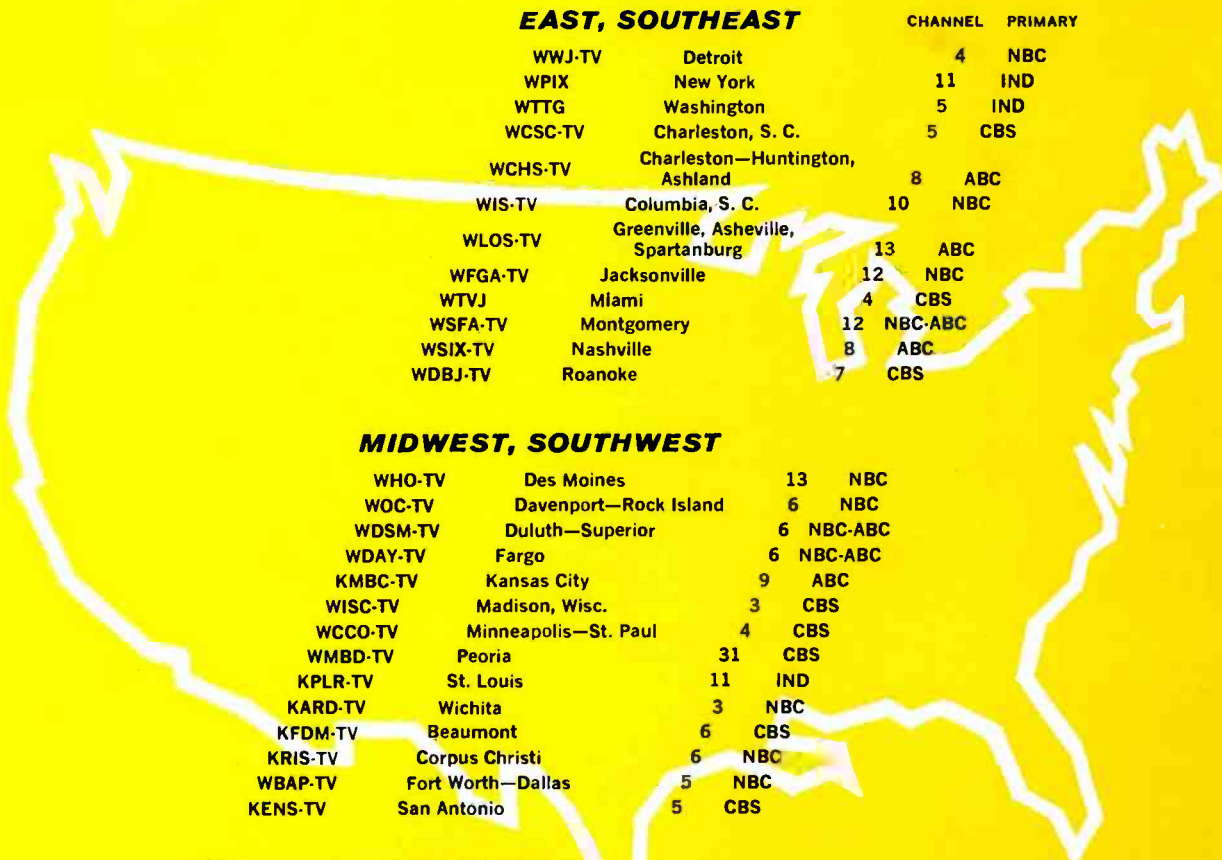 EAST, SOUTHEAST CHANNEL PRIMARY
WWJ-TV Detroit 4 NBC
WPIX New York 11 IND
WTTG Washington 5 IND
WCSC-TV Charleston, S. C. 5 CBS
WCHS-TV Charleston—Huntington,
Ashland 8 ABC
WIS-TV Columbia, S. C. 10 NBC
WLOS-TV Greenville, Asheville,
Spartanburg 13 ABC
WFGA-TV Jacksonville 12 NBC
WTVJ Miami 4 CBS
WSFA-TV Montgomery 12 NBC-ABC
WSIX-TV Nashville 8 ABC
WDBJ-TV Roanoke 7 CBS
MIDWEST, SOUTHWEST
WHO-TV Des Moines 13 NBC
WOC-TV Davenport—Rock Island 6 NBC
WDSM-TV Duluth—Superior 6 NBC-ABC
WDAY-TV Fargo 6 NBC-ABC
KMBC-TV Kansas City 9 ABC
WISC-TV Madison, Wisc. 3 CBS
WCCO-TV Minneapolis—St. Paul 4 CBS
WMBD-TV Peoria 31 CBS
KPLR-TV St. Louis 11 IND
KARD-TV Wichita 3 NBC
KFDM-TV Beaumont 6 CBS
KRIS-TV Corpus Christi 6 NBC
WBAP-TV Fort Worth—Dallas 5 NBC
KENS-TV San Antonio 5 CBS